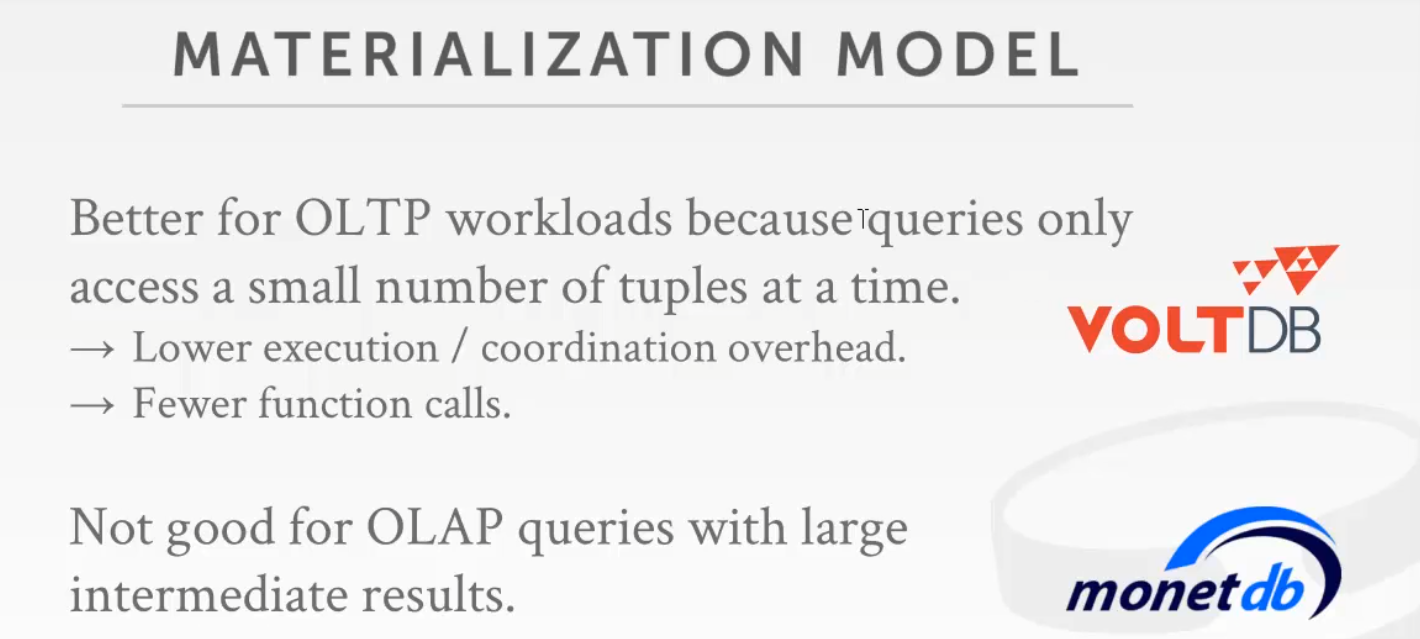 MATERIALIZATION MODEL
Better for OLTP workloads because queries only
access a small number of tuples at a time.
→ Lower execution / coordination overhead.
→ Fewer function calls.
VOLTDB
Not good for OLAP queries with large
intermediate results.
monetdb